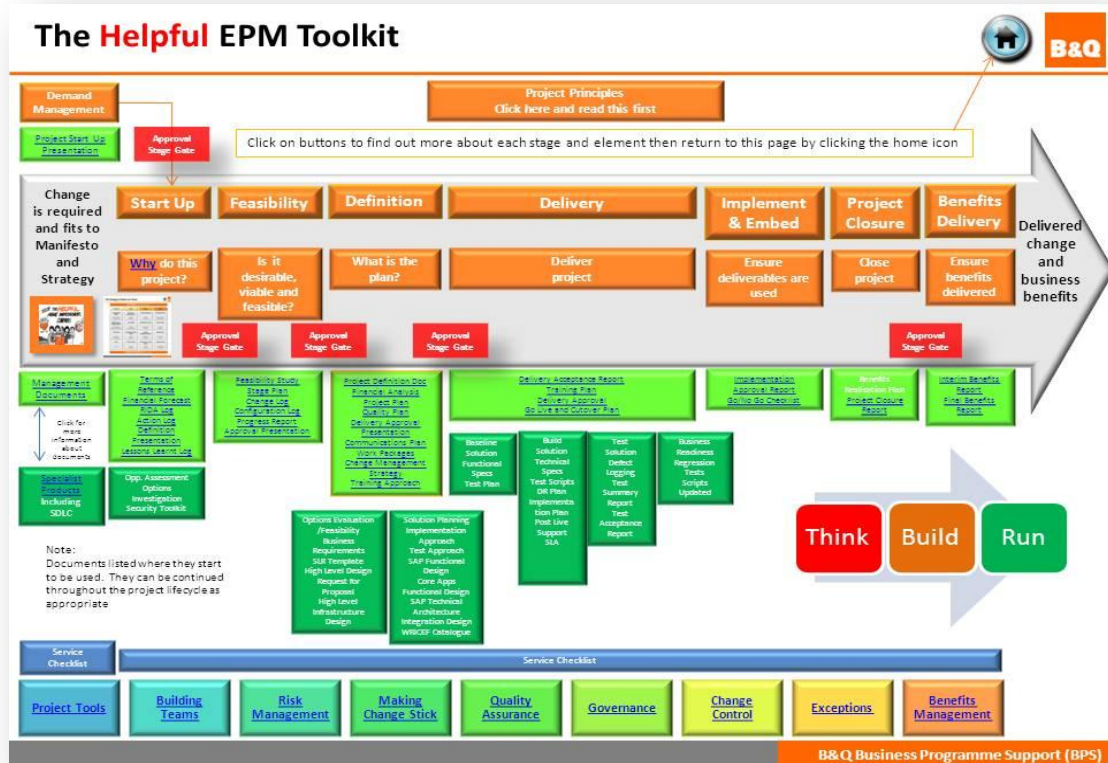 The Helpful EPM Toolkit
B&Q
Demand
Management
Project Principles
Click here and read this first
Project Start Up
Presentation
Approval
Stage Gate
Click on buttons to find out more about each stage and element then return to this page by clicking the home icon
Change
is required
and fits to
Manifesto
and
Strategy
Start Up
Feasibility
Definition
Delivery
Implement
& Embed
Project
Closure
Benefits
Delivery
Delivered
change
and
business
benefits
Why do this
project?
Is it
desirable,
viable and
feasible?
What is the
plan?
Deliver
project
Ensure
deliverables are
used
Close
project
Ensure
benefits
delivered
Approval
Stage Gate
Approval
Stage Gate
Approval
Stage Gate
Approval
Stage Gate
Management
Documents
Click for
more
information
about
documents
Specialist
Products
Including
SDLC
Terms of
Reference
Financial Forecast
RIDA Log
Action Log
Definition
Presentation
Lessons Learnt Log
Opp. Assessment
Options
Investigation
Security Toolkit
Feasibility Study
Stage Plan
Change Log
Configuration Log
Progress Report
Approval Presentation
Project Definition Doc
Financial Analysis
Project Plan
Quality Plan
Delivery Approval
Presentation
Communications Plan
Work Packages
Change Management
Strategy
Training Approach
Delivery Acceptance Report
Training Plan
Delivery Approval
Go Live and Cutover Plan
Implementation
Approval Report
Go/No Go Checklist
Benefits
Realisation Plan
Project Closure
Report
Interim Benefits
Report
Final Benefits
Report
Baseline
Solution
Functional
Specs
Test Plan
Build
Solution
Technical
Specs
Test Scripts
DR Plan
Implementa
tion Plan
Post Live
Support
SLA
Test
Solution
Defect
Logging
Test
Summary
Report
Test
Acceptance
Report
Business
Readiness
Regression
Tests
Scripts
Updated
Options Evaluation
/Feasibility
Business
Requirements
SLR Template
High Level Design
Request for
Proposal
High Level
Infrastructure
Design
Solution Planning
Implementation
Approach
Test Approach
SAP Functional
Design
Core Apps
Functional Design
SAP Technical
Architecture
Integration Design
WRICEF Catalogue
Think
Build
Run
Note:
Documents listed where they start
to be used. They can be continued
throughout the project lifecycle as
appropriate
Service
Checklist
Service Checklist
Project Tools
Building
Teams
Risk
Management
Making
Change Stick
Quality
Assurance
Governance
Change
Control
Exceptions
Benefits
Management
B&Q Business Programme Support (BPS)